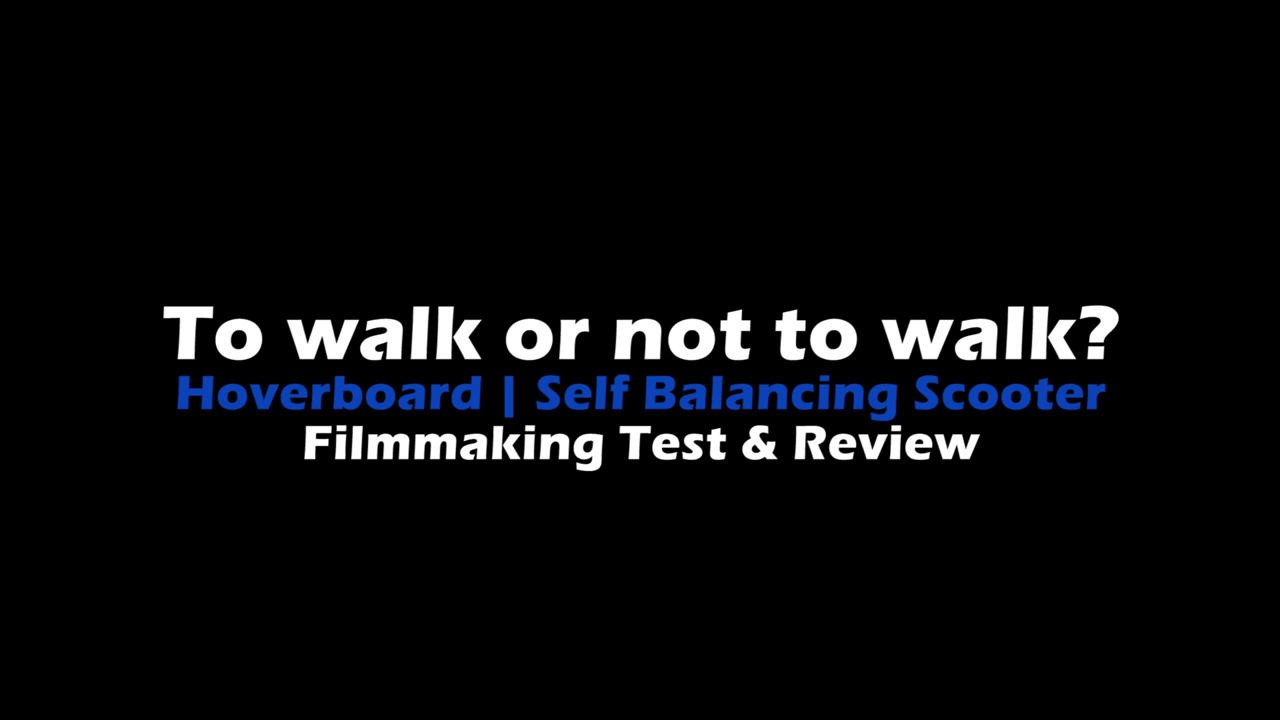 To walk or not to walk?
Hoverboard | Self Balancing Scooter
Filmmaking Test & Review